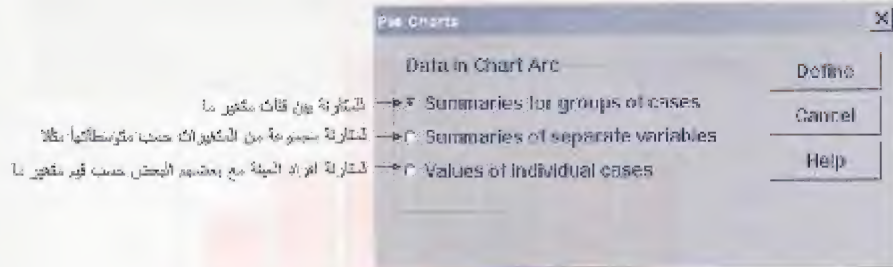 Pie Charts
Data in Chart Are
Define
للمقارنة بين فئات متغير ما
Summaries for groups of cases
Cancel
لمقارنة مجموعة من المتغيرات حسب متوسطاتها مثلا
Summaries of separate variables
Help
لمقارنة افراد العينة مع بعضهم البعض حسب قيم متغير ما
Values of individual cases